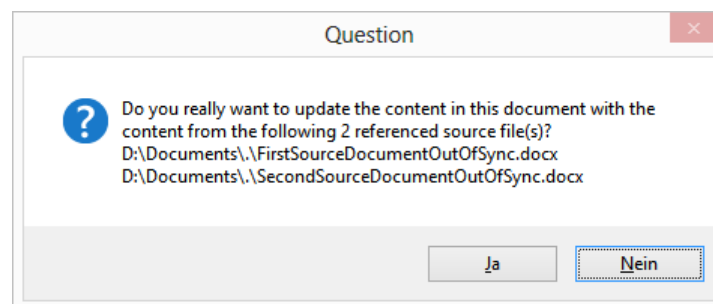 Question
Do you really want to update the content in this document with the
content from the following 2 referenced source file(s)?
D:\Documents\.\FirstSourceDocumentOutOfSync.docx
D:\Documents\.\SecondSourceDocumentOutOfSync.docx
Ja
Nein